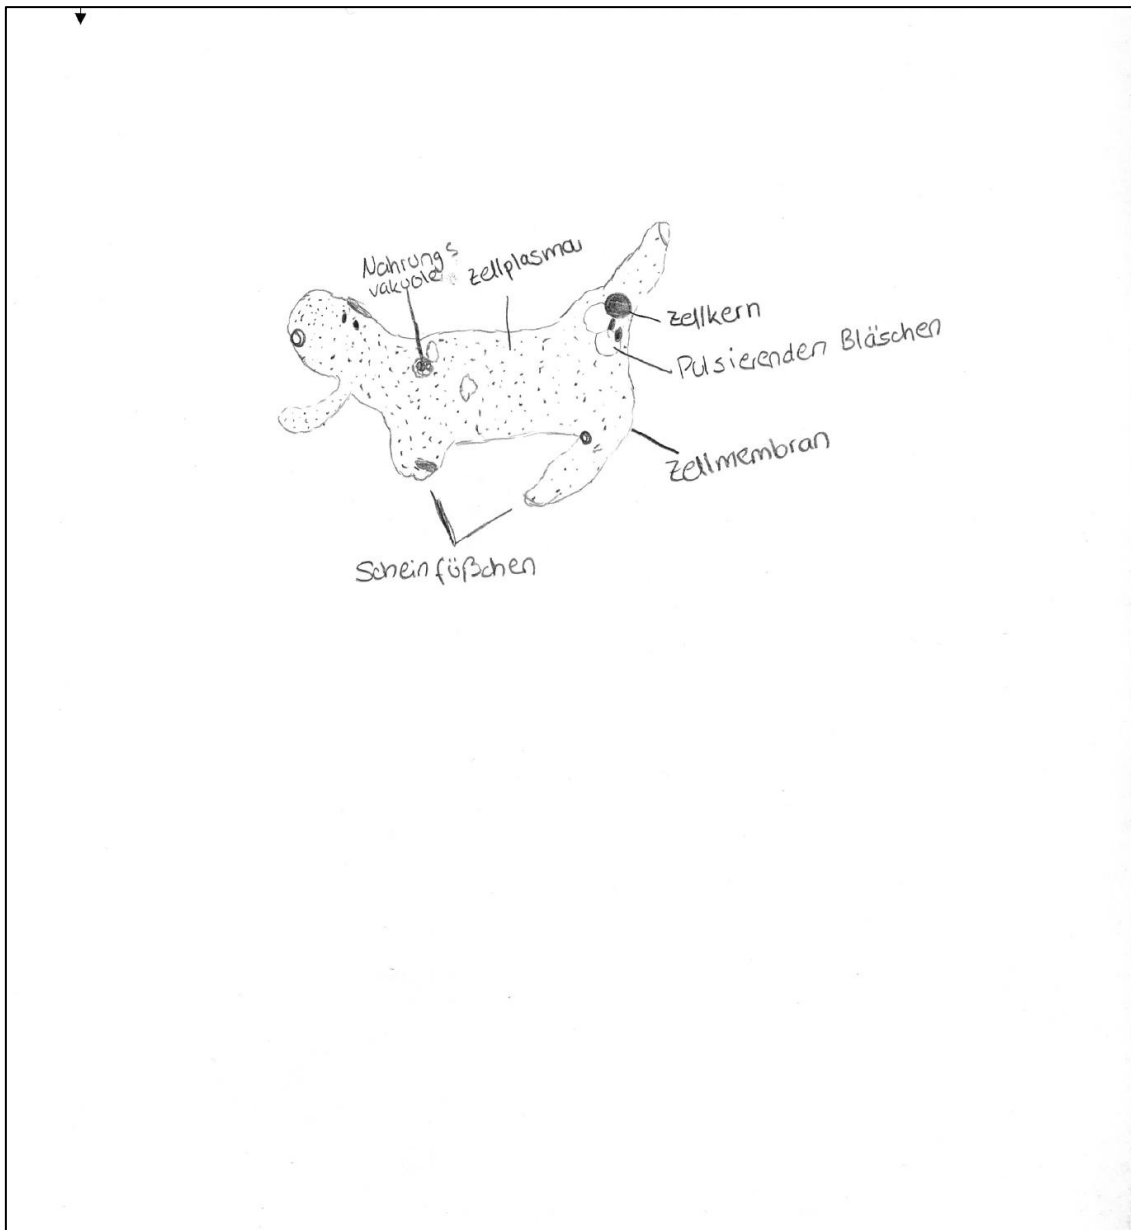 Nahrungs
vakuole
Zellplasma
Zellkern
Pulsierenden Bläschen
Zellmembran
Scheinfüßchen